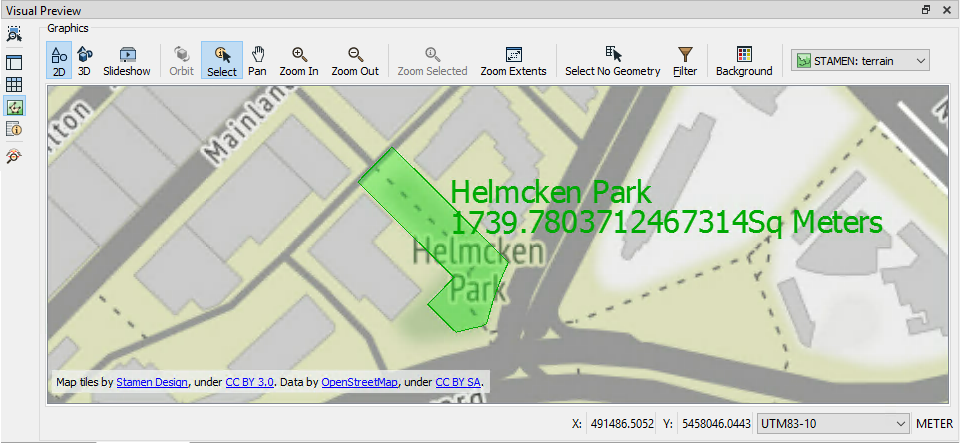 Visual Preview
Graphics
2D 3D Slideshow Orbit Select Pan Zoom In Zoom Out Zoom Selected Zoom Extents Select No Geometry Filter Background STAMEN: terrain
Mainland
Helmcken Park
1739.7803712467314Sq Meters
Helmcken
Park
Map tiles by Stamen Design, under CC BY 3.0. Data by OpenStreetMap, under CC BY SA.
X: 491486.5052 Y: 5458046.0443 UTM83-10 METER